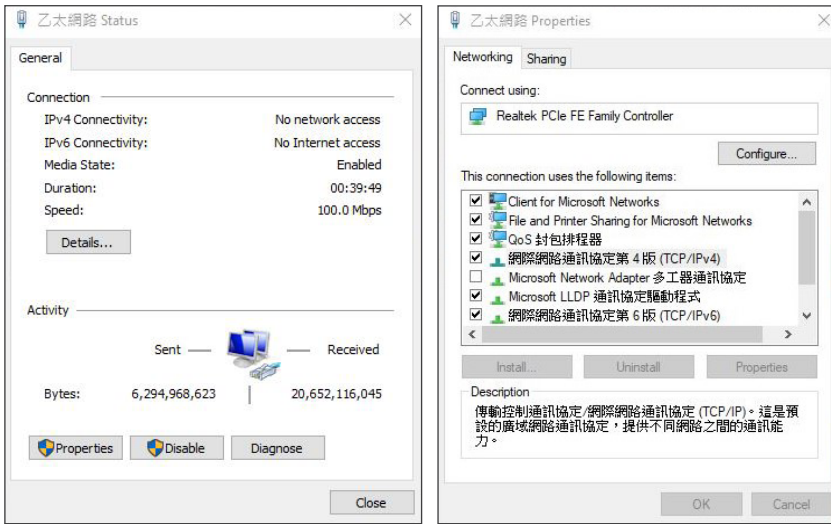 乙太網路 Status
General
Connection
IPv4 Connectivity: No network access
IPv6 Connectivity: No Internet access
Media State: Enabled
Duration: 00:39:49
Speed: 100.0 Mbps
Details...
Activity
Sent Received
Bytes: 6,294,968,623 20,652,116,045
Properties Disable Diagnose
Close
乙太網路 Properties
Networking Sharing
Connect using:
Realtek PCIe FE Family Controller
Configure...
This connection uses the following items:
Client for Microsoft Networks
File and Printer Sharing for Microsoft Networks
QoS 封包排程器
網際網路通訊協定第 4 版 (TCP/IPv4)
Microsoft Network Adapter 多工器通訊協定
Microsoft LLDP 通訊協定驅動程式
網際網路通訊協定第 6 版 (TCP/IPv6)
Install... Uninstall Properties
Description
傳輸控制通訊協定/網際網路通訊協定 (TCP/IP)。這是預
設的廣域網路通訊協定，提供不同網路之間的通訊能
力。
OK Cancel